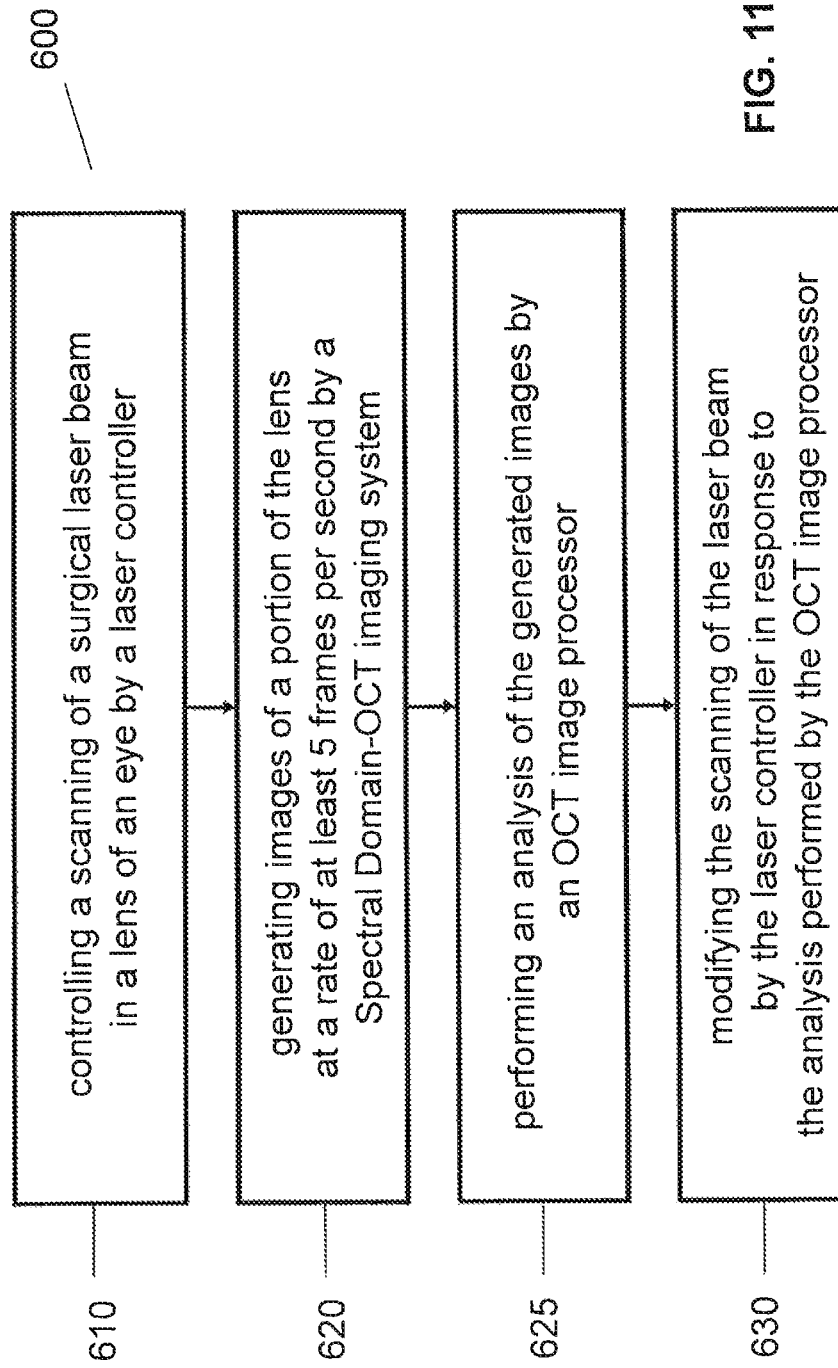 600
610
controlling a scanning of a surgical laser beam
in a lens of an eye by a laser controller
620
generating images of a portion of the lens
at a rate of at least 5 frames per second by a
Spectral Domain-OCT imaging system
625
performing an analysis of the generated images by
an OCT image processor
630
modifying the scanning of the laser beam
by the laser controller in response to
the analysis performed by the OCT image processor
FIG. 11